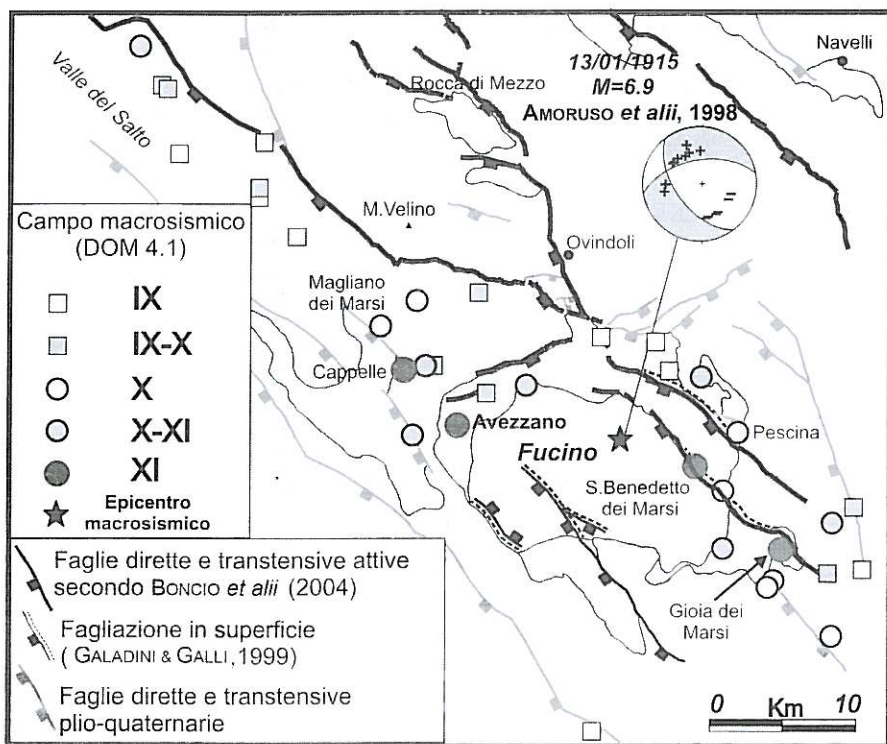 Navelli
13/01/1915
M=6.9
AMORUSO et alii, 1998
Rocca di Mezzo
Valle del Salto
M.Velino
Ovindoli
Campo macrosismico
(DOM 4.1)
IX
IX-X
X
X-XI
XI
Epicentro
macrosismico
Magliano
dei Marsi
Cappelle
Avezzano
Fucino
Pescina
S.Benedetto
dei Marsi
Gioia dei
Marsi
Faglie dirette e transtensive attive
secondo BONCIO et alii (2004)
Fagliazione in superficie
( GALADINI & GALLI, 1999)
Faglie dirette e transtensive
plio-quaternarie
0 Km 10